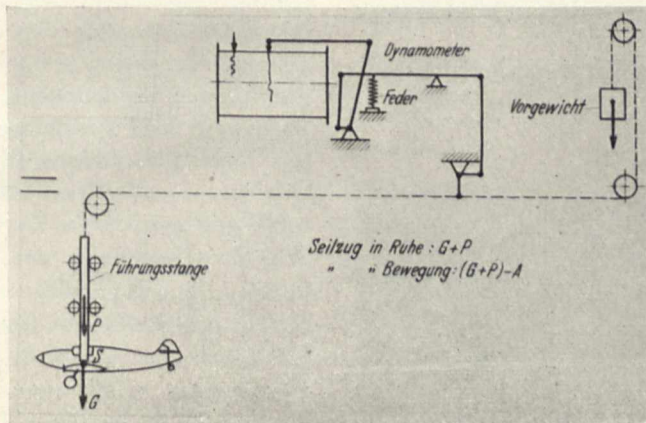 Dynamometer
Feder
Vorgewicht
Führungsstange
P
S
G
Seilzug in Ruhe : G+P
" " Bewegung: (G+P)-A